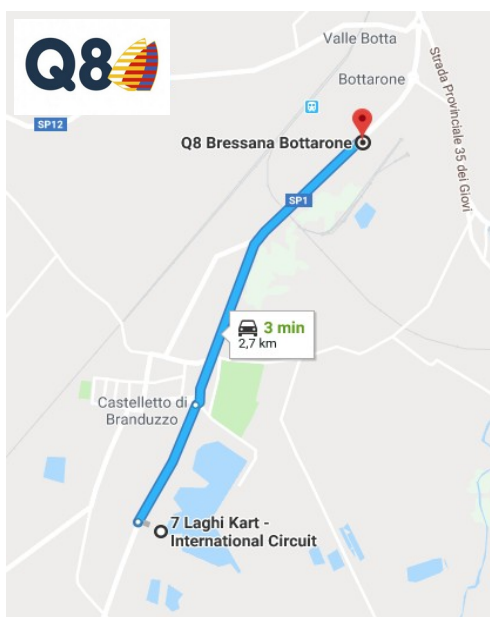 Q8
Valle Botta
Bottarone
Strada Provinciale 35 dei Giovi
SP12
Q8 Bressana Bottarone
SP1
3 min
2,7 km
Castelletto di
Branduzzo
7 Laghi Kart -
International Circuit